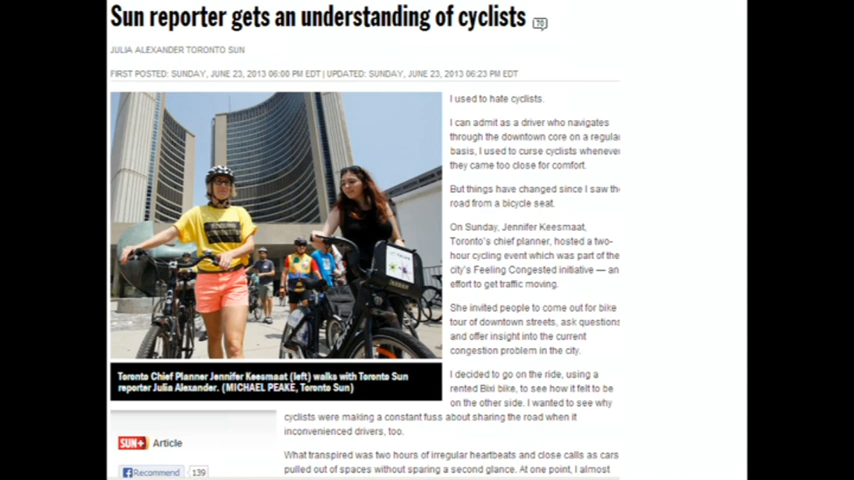 Sun reporter gets an understanding of cyclists
70
JULIA ALEXANDER TORONTO SUN
FIRST POSTED: SUNDAY, JUNE 23, 2013 06:00 PM EDT | UPDATED: SUNDAY, JUNE 23, 2013 06:23 PM EDT
I used to hate cyclists.
I can admit as a driver who navigates
through the downtown core on a regular
basis, I used to curse cyclists whenever
they came too close for comfort.
But things have changed since I saw the
road from a bicycle seat.
On Sunday, Jennifer Keesmaat,
Toronto's chief planner, hosted a two-
hour cycling event which was part of the
city's Feeling Congested initiative — an
effort to get traffic moving.
She invited people to come out for bike
tour of downtown streets, ask questions
and offer insight into the current
congestion problem in the city.
I decided to go on the ride, using a
rented Bixi bike, to see how it felt to be
on the other side. I wanted to see why
cyclists were making a constant fuss about sharing the road when it
inconvenienced drivers, too.
What transpired was two hours of irregular heartbeats and close calls as cars
pulled out of spaces without sparing a second glance. At one point, I almost
Toronto Chief Planner Jennifer Keesmaat (left) walks with Toronto Sun
reporter Julia Alexander. (MICHAEL PEAKE, Toronto Sun)
SUN+ Article
Recommend 139